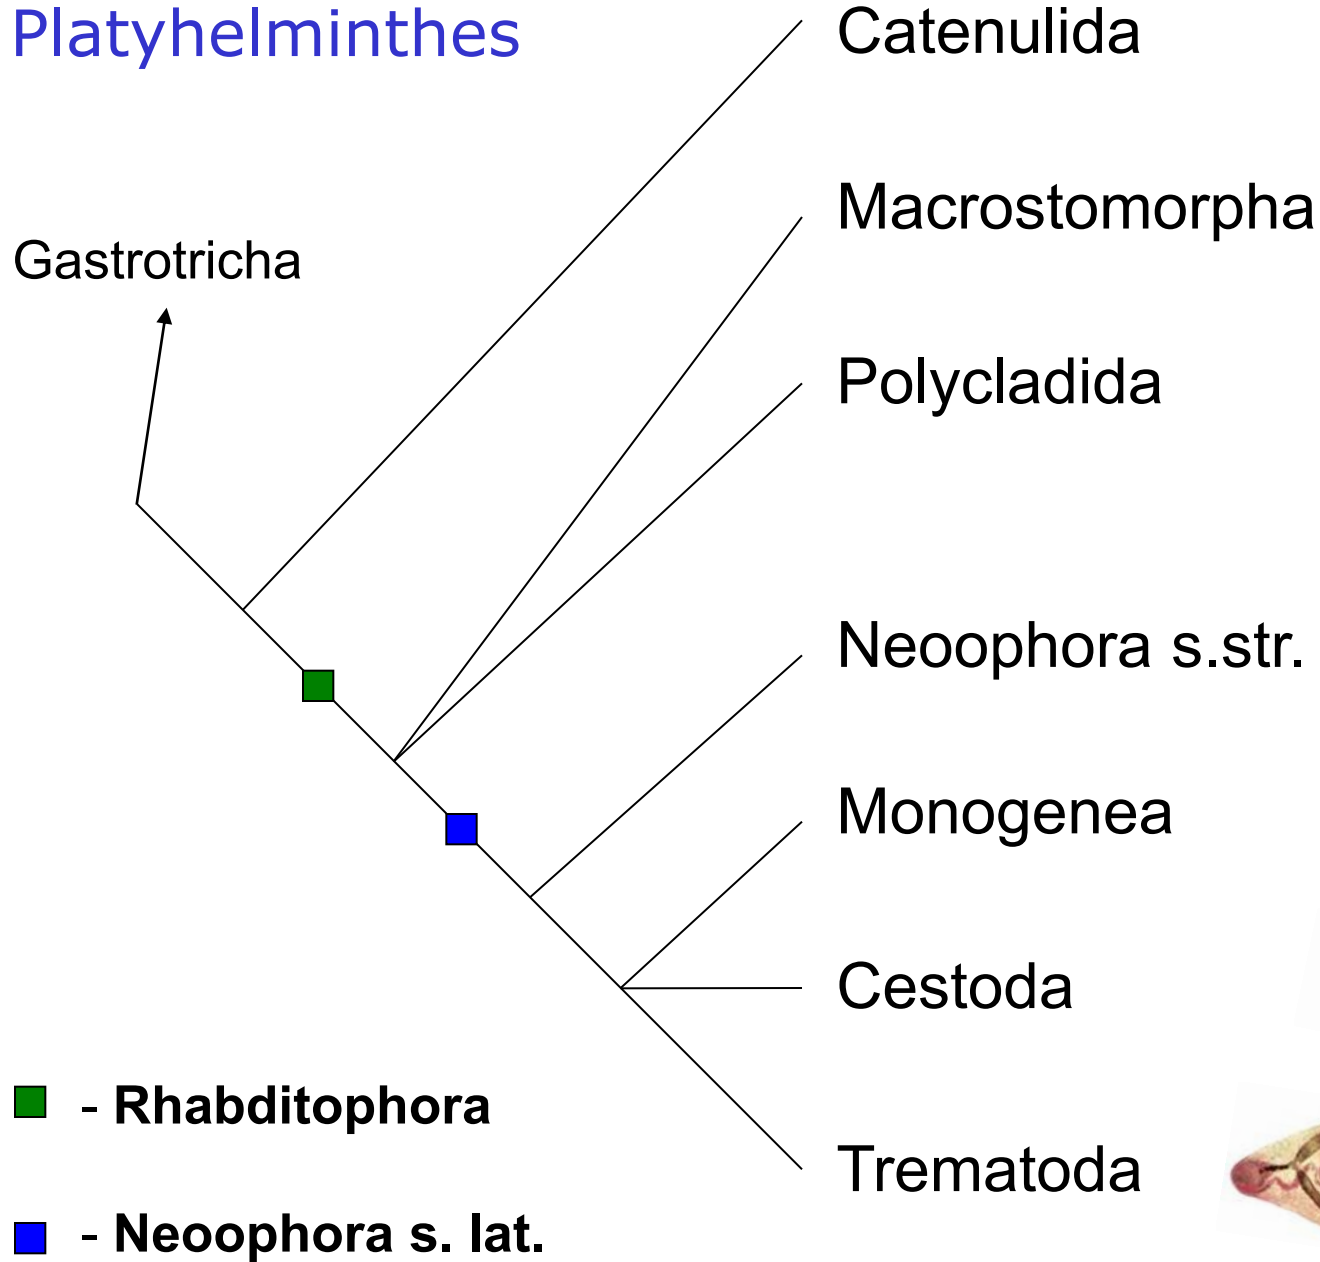 Platyhelminthes
Catenulida
Macrostomorpha
Gastrotricha
Polycladida
Neoophora s.str.
Monogenea
Cestoda
- Rhabditophora
Trematoda
- Neoophora s. lat.